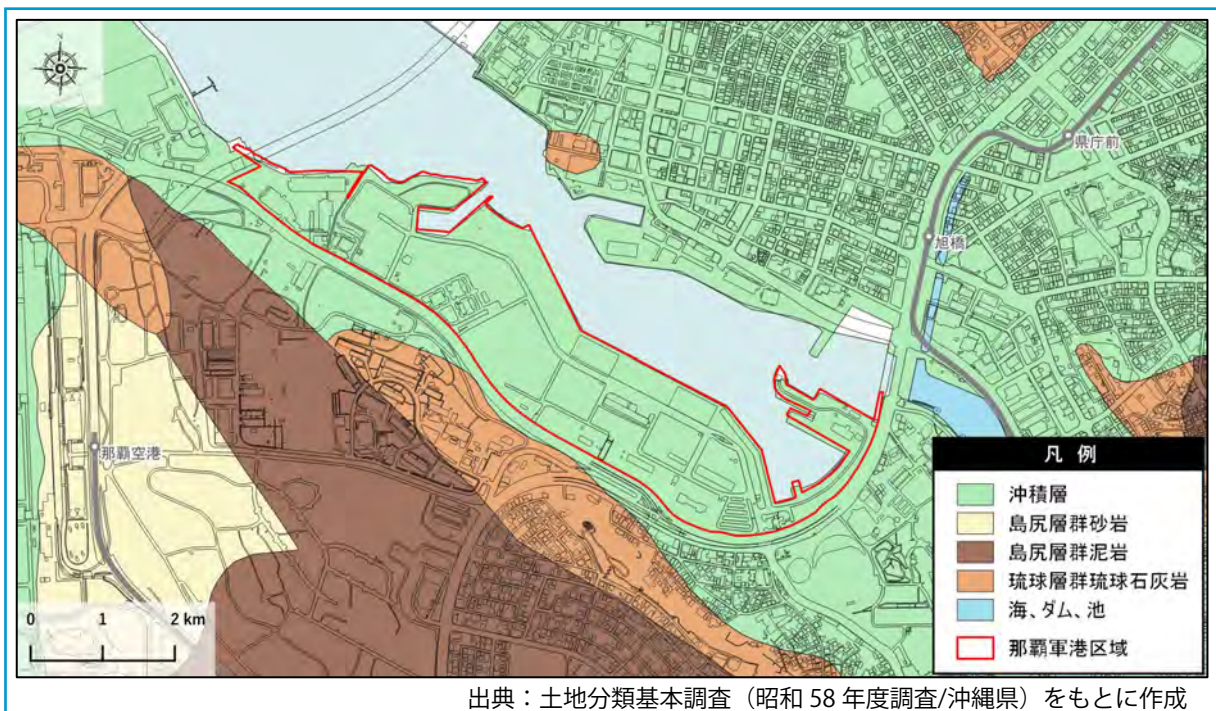 N
県庁前
旭橋
那覇空港
凡 例
沖積層
島尻層群砂岩
島尻層群泥岩
琉球層群琉球石灰岩
海、ダム、池
那覇軍港区域
0 1 2 km
出典：土地分類基本調査（昭和 58 年度調査/沖縄県）をもとに作成